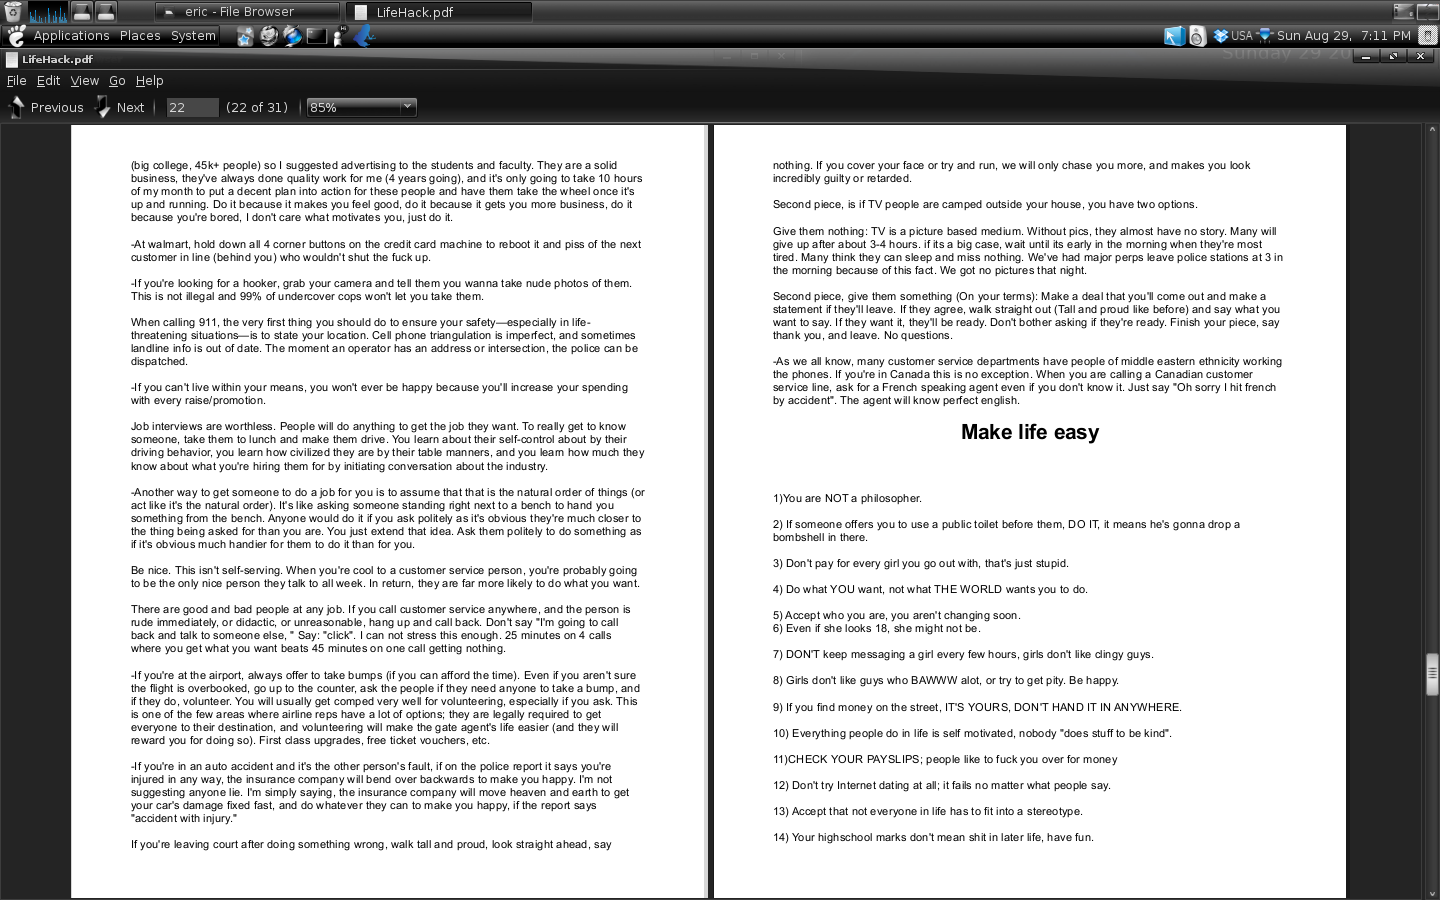 eric - File Browser
LifeHack.pdf
Applications Places System
USA
Sun Aug 29, 7:11 PM
LifeHack.pdf
File Edit View Go Help
Previous Next 22 (22 of 31) 85%
(big college, 45k+ people) so I suggested advertising to the students and faculty. They are a solid
business, they've always done quality work for me (4 years going), and it's only going to take 10 hours
of my month to put a decent plan into action for these people and have them take the wheel once it's
up and running. Do it because it makes you feel good, do it because it gets you more business, do it
because you're bored, I don't care what motivates you, just do it.
-At walmart, hold down all 4 corner buttons on the credit card machine to reboot it and piss of the next
customer in line (behind you) who wouldn't shut the fuck up.
-If you're looking for a hooker, grab your camera and tell them you wanna take nude photos of them.
This is not illegal and 99% of undercover cops won't let you take them.
When calling 911, the very first thing you should do to ensure your safety—especially in life-
threatening situations—is to state your location. Cell phone triangulation is imperfect, and sometimes
landline info is out of date. The moment an operator has an address or intersection, the police can be
dispatched.
-If you can't live within your means, you won't ever be happy because you'll increase your spending
with every raise/promotion.
Job interviews are worthless. People will do anything to get the job they want. To really get to know
someone, take them to lunch and make them drive. You learn about their self-control about by their
driving behavior, you learn how civilized they are by their table manners, and you learn how much they
know about what you're hiring them for by initiating conversation about the industry.
-Another way to get someone to do a job for you is to assume that that is the natural order of things (or
act like it's the natural order). It's like asking someone standing right next to a bench to hand you
something from the bench. Anyone would do it if you ask politely as it's obvious they're much closer to
the thing being asked for than you are. You just extend that idea. Ask them politely to do something as
if it's obvious much handier for them to do it than for you.
Be nice. This isn't self-serving. When you're cool to a customer service person, you're probably going
to be the only nice person they talk to all week. In return, they are far more likely to do what you want.
There are good and bad people at any job. If you call customer service anywhere, and the person is
rude immediately, or didactic, or unreasonable, hang up and call back. Don't say "I'm going to call
back and talk to someone else, " Say: "click". I can not stress this enough. 25 minutes on 4 calls
where you get what you want beats 45 minutes on one call getting nothing.
-If you're at the airport, always offer to take bumps (if you can afford the time). Even if you aren't sure
the flight is overbooked, go up to the counter, ask the people if they need anyone to take a bump, and
if they do, volunteer. You will usually get comped very well for volunteering, especially if you ask. This
is one of the few areas where airline reps have a lot of options; they are legally required to get
everyone to their destination, and volunteering will make the gate agent's life easier (and they will
reward you for doing so). First class upgrades, free ticket vouchers, etc.
-If you're in an auto accident and it's the other person's fault, if on the police report it says you're
injured in any way, the insurance company will bend over backwards to make you happy. I'm not
suggesting anyone lie. I'm simply saying, the insurance company will move heaven and earth to get
your car's damage fixed fast, and do whatever they can to make you happy, if the report says
"accident with injury."
If you're leaving court after doing something wrong, walk tall and proud, look straight ahead, say
nothing. If you cover your face or try and run, we will only chase you more, and makes you look
incredibly guilty or retarded.
Second piece, is if TV people are camped outside your house, you have two options.
Give them nothing: TV is a picture based medium. Without pics, they almost have no story. Many will
give up after about 3-4 hours. if its a big case, wait until its early in the morning when they're most
tired. Many think they can sleep and miss nothing. We've had major perps leave police stations at 3 in
the morning because of this fact. We got no pictures that night.
Second piece, give them something (On your terms): Make a deal that you'll come out and make a
statement if they'll leave. If they agree, walk straight out (Tall and proud like before) and say what you
want to say. If they want it, they'll be ready. Don't bother asking if they're ready. Finish your piece, say
thank you, and leave. No questions.
-As we all know, many customer service departments have people of middle eastern ethnicity working
the phones. If you're in Canada this is no exception. When you are calling a Canadian customer
service line, ask for a French speaking agent even if you don't know it. Just say "Oh sorry I hit french
by accident". The agent will know perfect english.
Make life easy
1)You are NOT a philosopher.
2) If someone offers you to use a public toilet before them, DO IT, it means he's gonna drop a
bombshell in there.
3) Don't pay for every girl you go out with, that's just stupid.
4) Do what YOU want, not what THE WORLD wants you to do.
5) Accept who you are, you aren't changing soon.
6) Even if she looks 18, she might not be.
7) DON'T keep messaging a girl every few hours, girls don't like clingy guys.
8) Girls don't like guys who BAWWW alot, or try to get pity. Be happy.
9) If you find money on the street, IT'S YOURS, DON'T HAND IT IN ANYWHERE.
10) Everything people do in life is self motivated, nobody "does stuff to be kind".
11)CHECK YOUR PAYSLIPS; people like to fuck you over for money
12) Don't try Internet dating at all; it fails no matter what people say.
13) Accept that not everyone in life has to fit into a stereotype.
14) Your highschool marks don't mean shit in later life, have fun.